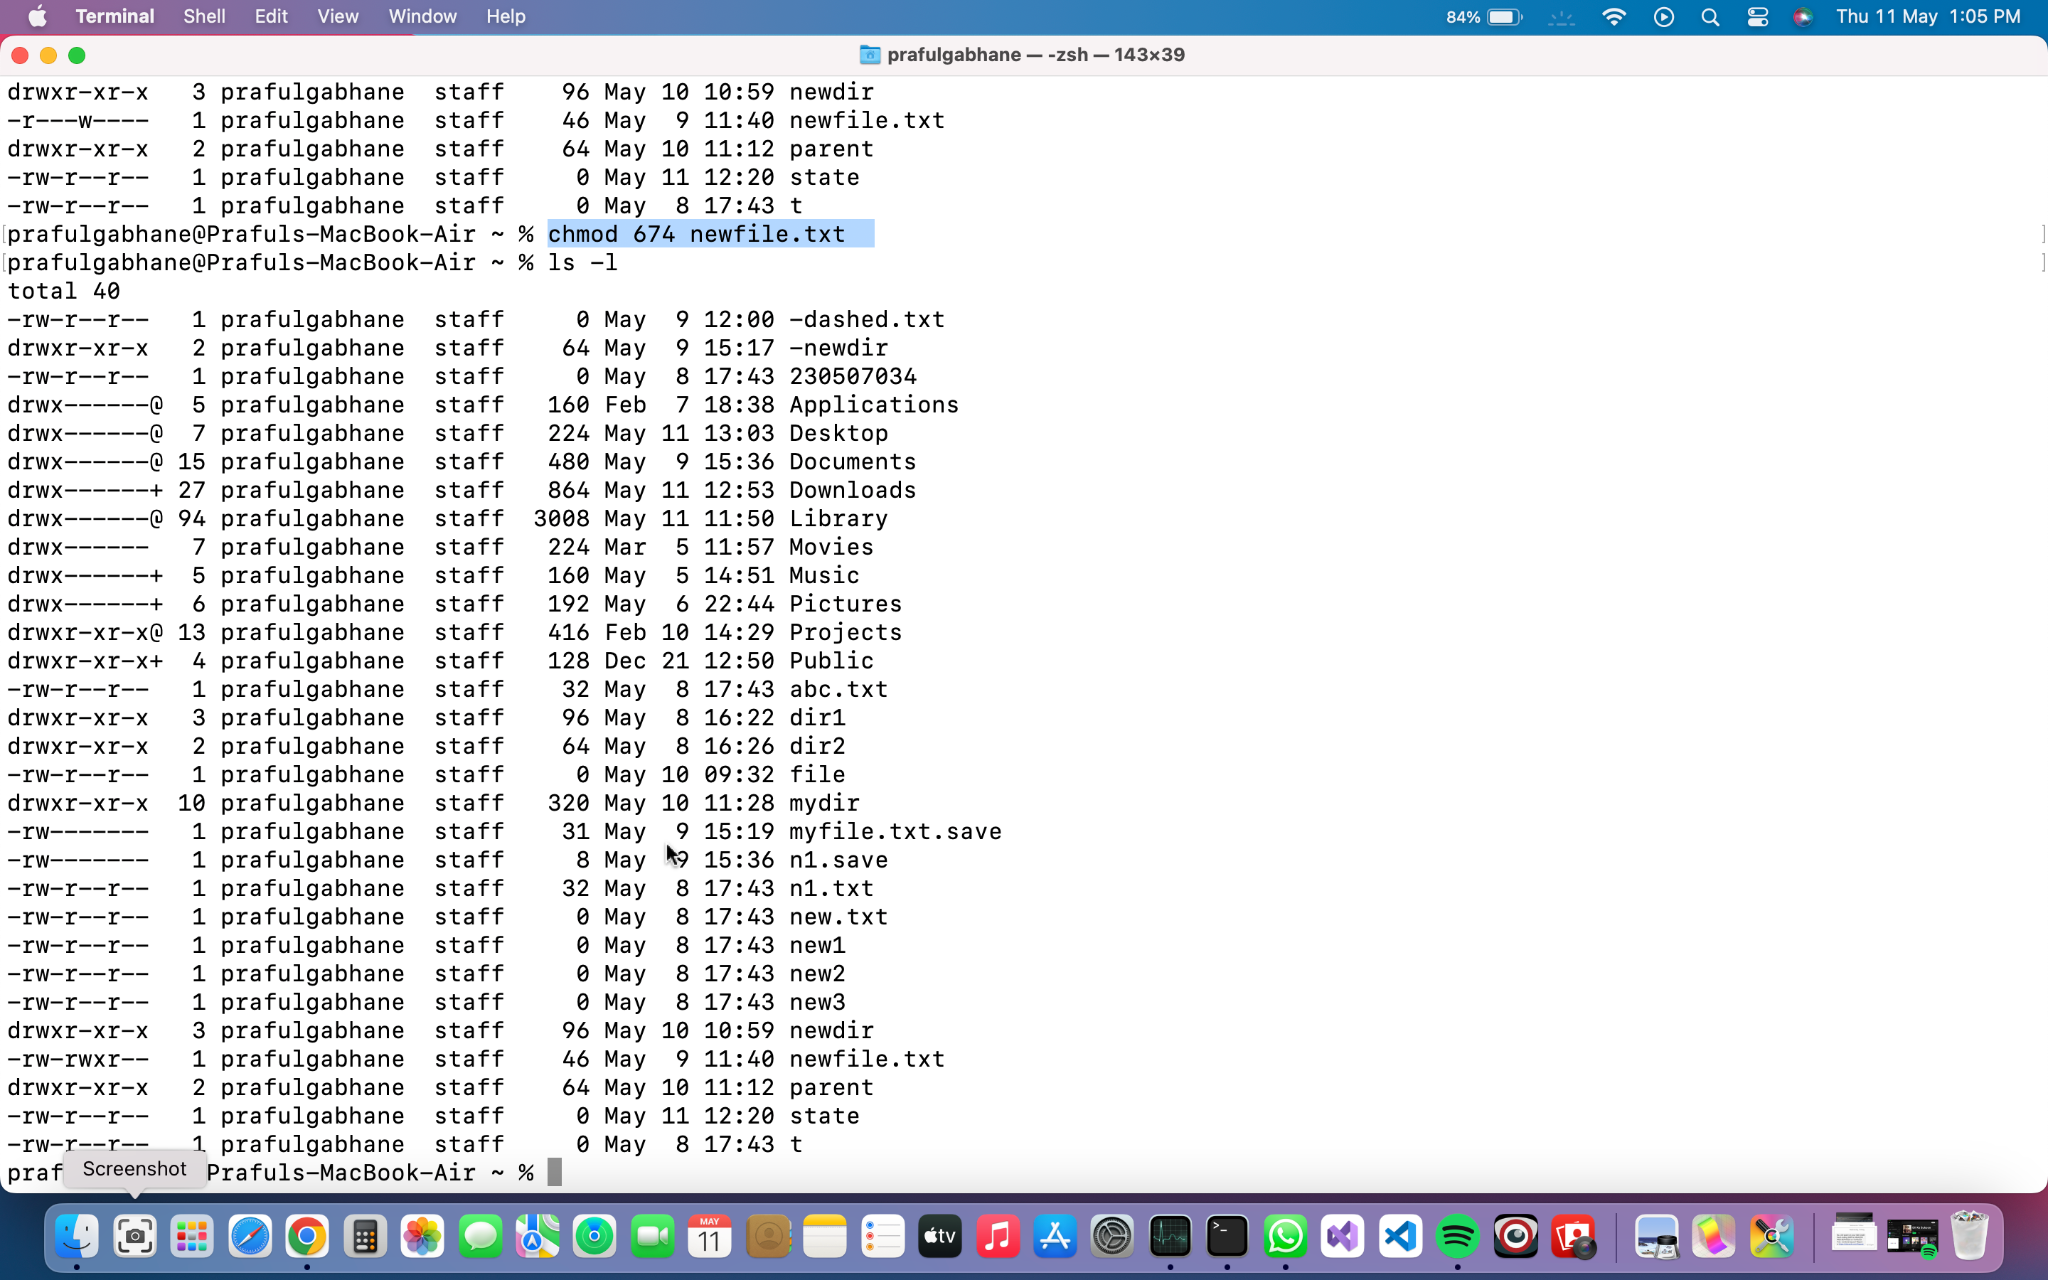 Terminal Shell Edit View Window Help 84% Thu 11 May 1:05 PM
prafulgabhane — -zsh — 143×39
drwxr-xr-x   3 prafulgabhane  staff    96 May 10 10:59 newdir
-r---w----   1 prafulgabhane  staff    46 May  9 11:40 newfile.txt
drwxr-xr-x   2 prafulgabhane  staff    64 May 10 11:12 parent
-rw-r--r--   1 prafulgabhane  staff     0 May 11 12:20 state
-rw-r--r--   1 prafulgabhane  staff     0 May  8 17:43 t
[prafulgabhane@Prafuls-MacBook-Air ~ % chmod 674 newfile.txt ]
[prafulgabhane@Prafuls-MacBook-Air ~ % ls -l ]
total 40
-rw-r--r--   1 prafulgabhane  staff     0 May  9 12:00 -dashed.txt
drwxr-xr-x   2 prafulgabhane  staff    64 May  9 15:17 -newdir
-rw-r--r--   1 prafulgabhane  staff     0 May  8 17:43 230507034
drwx------@  5 prafulgabhane  staff   160 Feb  7 18:38 Applications
drwx------@  7 prafulgabhane  staff   224 May 11 13:03 Desktop
drwx------@ 15 prafulgabhane  staff   480 May  9 15:36 Documents
drwx------+ 27 prafulgabhane  staff   864 May 11 12:53 Downloads
drwx------@ 94 prafulgabhane  staff  3008 May 11 11:50 Library
drwx------   7 prafulgabhane  staff   224 Mar  5 11:57 Movies
drwx------+  5 prafulgabhane  staff   160 May  5 14:51 Music
drwx------+  6 prafulgabhane  staff   192 May  6 22:44 Pictures
drwxr-xr-x@ 13 prafulgabhane  staff   416 Feb 10 14:29 Projects
drwxr-xr-x+  4 prafulgabhane  staff   128 Dec 21 12:50 Public
-rw-r--r--   1 prafulgabhane  staff    32 May  8 17:43 abc.txt
drwxr-xr-x   3 prafulgabhane  staff    96 May  8 16:22 dir1
drwxr-xr-x   2 prafulgabhane  staff    64 May  8 16:26 dir2
-rw-r--r--   1 prafulgabhane  staff     0 May 10 09:32 file
drwxr-xr-x  10 prafulgabhane  staff   320 May 10 11:28 mydir
-rw-------   1 prafulgabhane  staff    31 May  9 15:19 myfile.txt.save
-rw-------   1 prafulgabhane  staff     8 May  9 15:36 n1.save
-rw-r--r--   1 prafulgabhane  staff    32 May  8 17:43 n1.txt
-rw-r--r--   1 prafulgabhane  staff     0 May  8 17:43 new.txt
-rw-r--r--   1 prafulgabhane  staff     0 May  8 17:43 new1
-rw-r--r--   1 prafulgabhane  staff     0 May  8 17:43 new2
-rw-r--r--   1 prafulgabhane  staff     0 May  8 17:43 new3
drwxr-xr-x   3 prafulgabhane  staff    96 May 10 10:59 newdir
-rw-rwxr--   1 prafulgabhane  staff    46 May  9 11:40 newfile.txt
drwxr-xr-x   2 prafulgabhane  staff    64 May 10 11:12 parent
-rw-r--r--   1 prafulgabhane  staff     0 May 11 12:20 state
-rw-r--r--   1 prafulgabhane  staff     0 May  8 17:43 t
praf Prafuls-MacBook-Air ~ %
Screenshot
MAY
11
tv